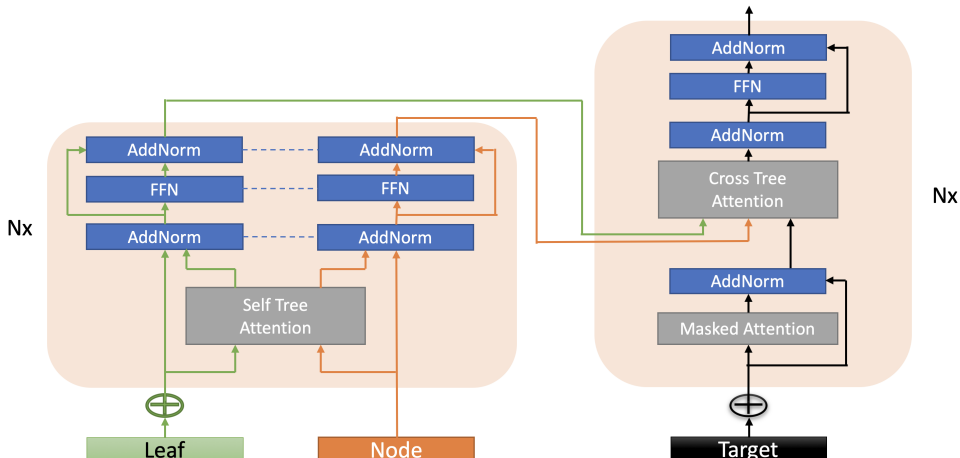 AddNorm
FFN
AddNorm
Cross Tree
Attention
AddNorm
Masked Attention
Target
Nx
AddNorm
AddNorm
FFN
FFN
AddNorm
AddNorm
Self Tree
Attention
Leaf
Node
Nx